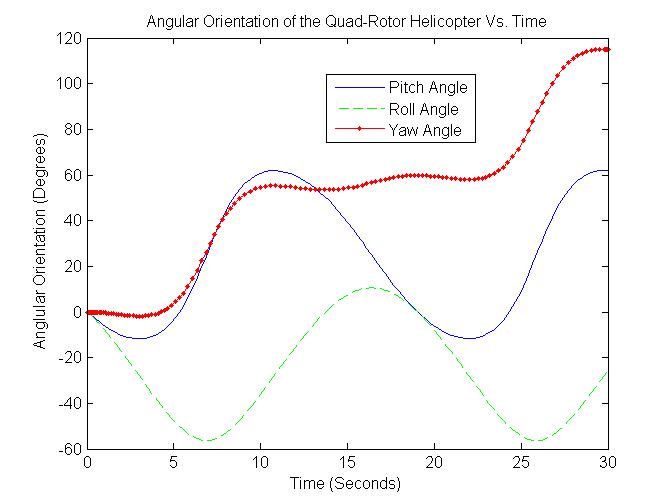 Angular Orientation of the Quad-Rotor Helicopter Vs. Time
120
100
80
60
40
20
0
-20
-40
-60
Anglular Orientation (Degrees)
Pitch Angle
Roll Angle
Yaw Angle
0 5 10 15 20 25 30
Time (Seconds)